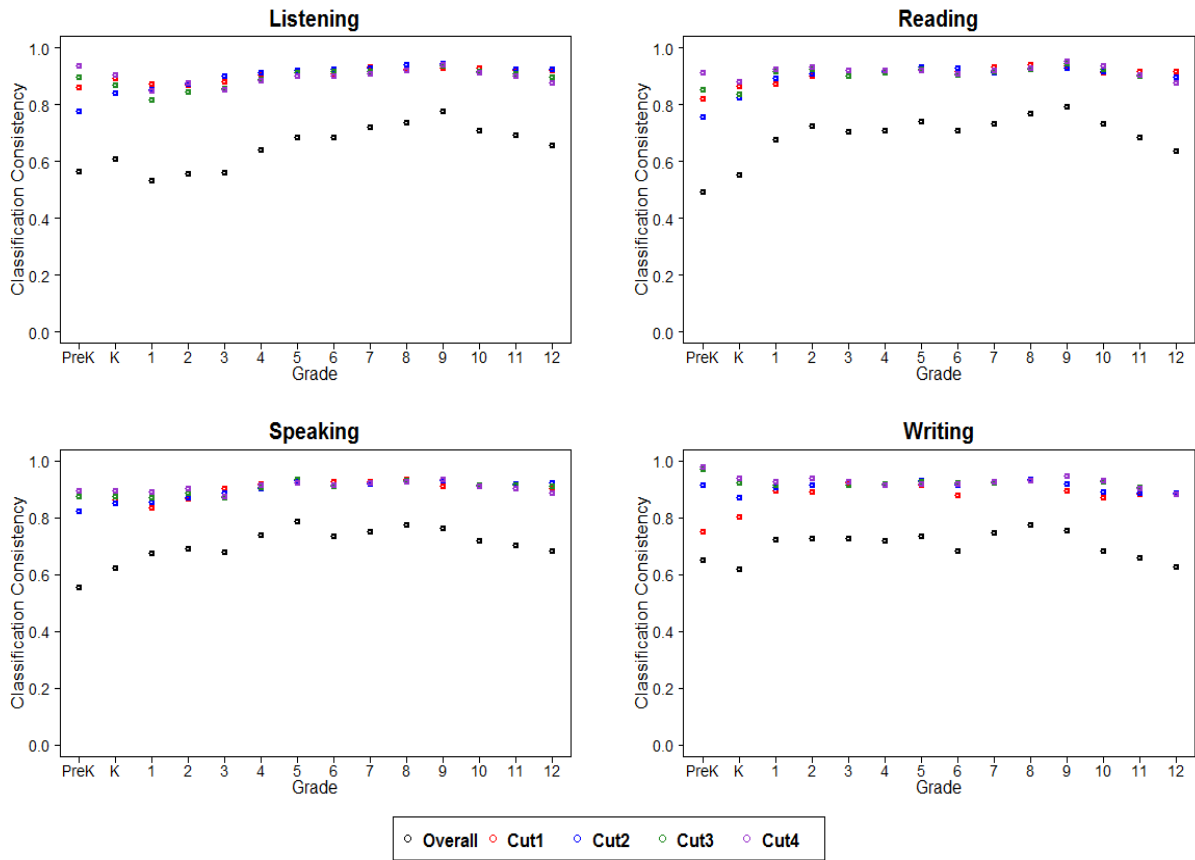 Listening
Classification Consistency
1.0
0.8
0.6
0.4
0.2
0.0
PreK K 1 2 3 4 5 6 7 8 9 10 11 12
Grade
Reading
Classification Consistency
1.0
0.8
0.6
0.4
0.2
0.0
PreK K 1 2 3 4 5 6 7 8 9 10 11 12
Grade
Speaking
Classification Consistency
1.0
0.8
0.6
0.4
0.2
0.0
PreK K 1 2 3 4 5 6 7 8 9 10 11 12
Grade
Writing
Classification Consistency
1.0
0.8
0.6
0.4
0.2
0.0
PreK K 1 2 3 4 5 6 7 8 9 10 11 12
Grade
Overall Cut1 Cut2 Cut3 Cut4